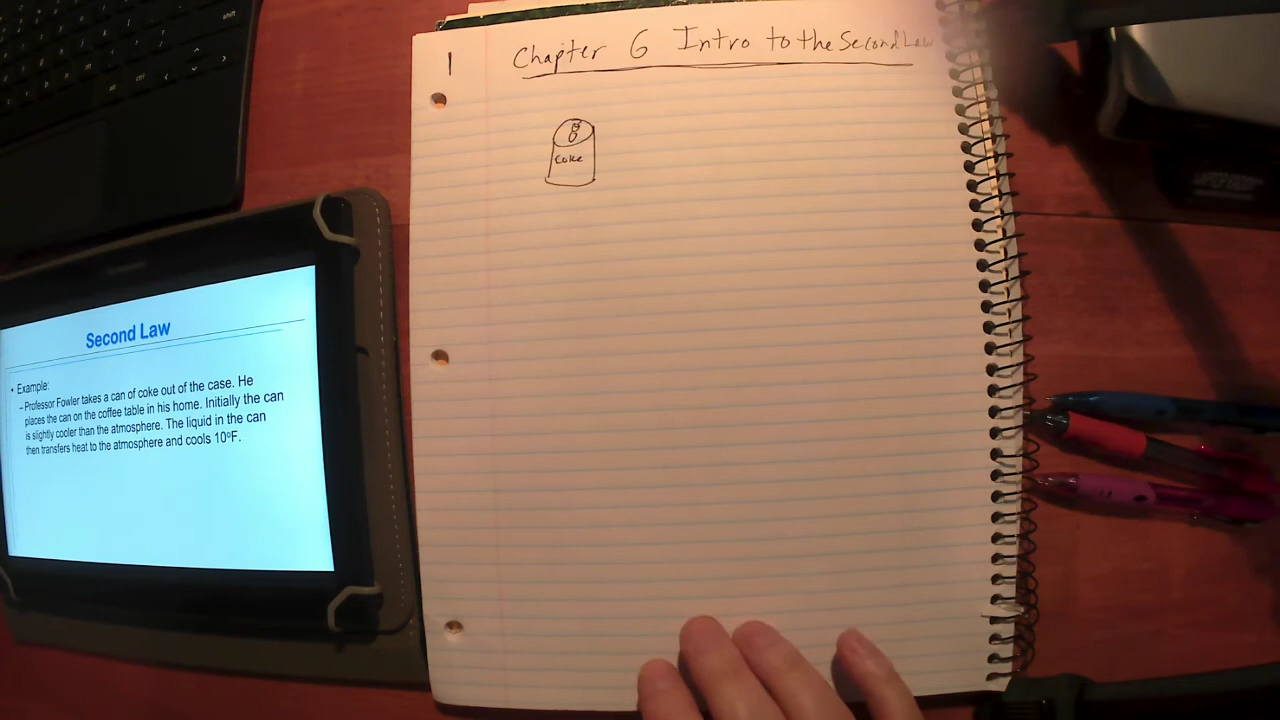 1
Chapter 6 Intro to the Second Law
Coke
Second Law
• Example:
– Professor Fowler takes a can of coke out of the case. He
places the can on the coffee table in his home. Initially the can
is slightly cooler than the atmosphere. The liquid in the can
then transfers heat to the atmosphere and cools 10°F.
shift
ctrl